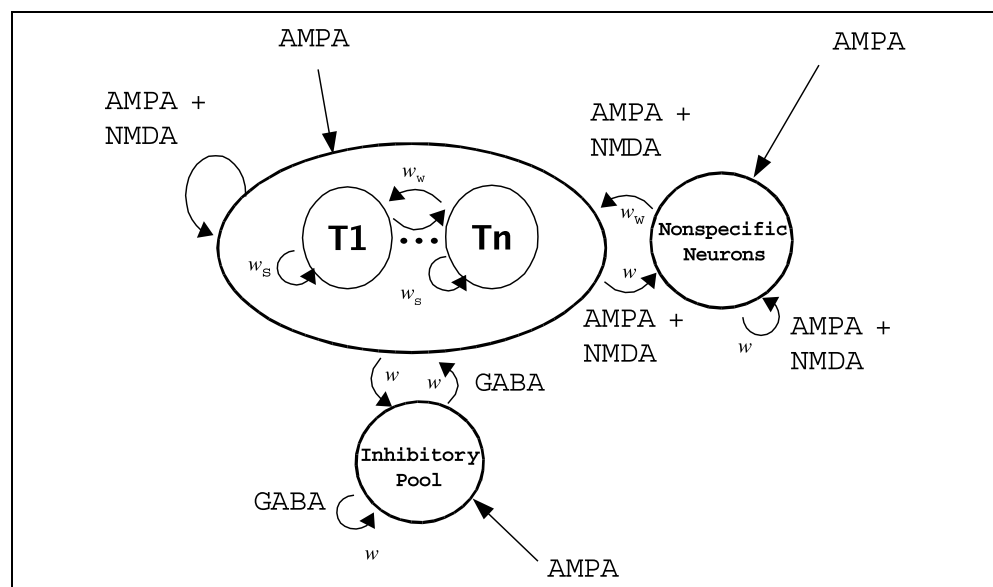 AMPA
AMPA
AMPA +
NMDA
AMPA +
NMDA
w_w
T1
...
Tn
w_s
w_s
w_w
Nonspecific
Neurons
w
AMPA +
NMDA
w
AMPA +
NMDA
w
w
GABA
Inhibitory
Pool
GABA
w
AMPA